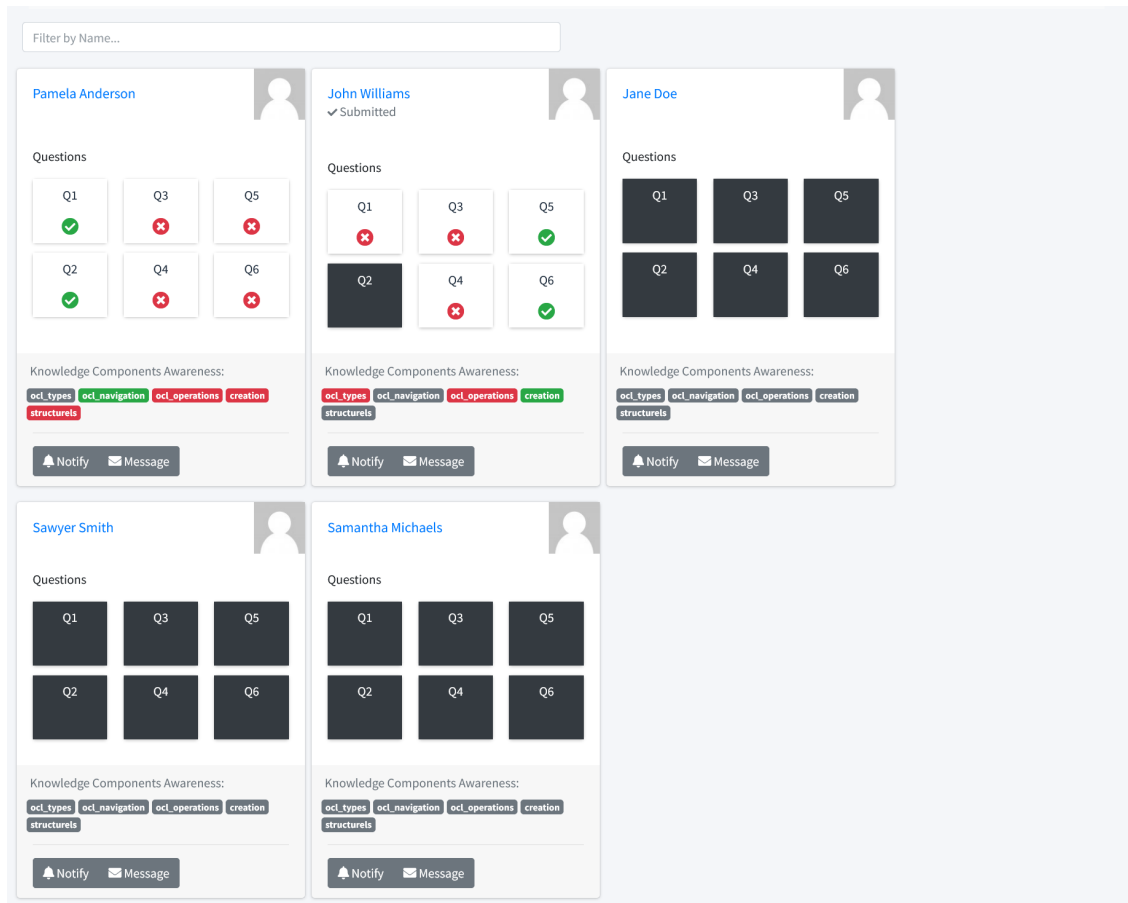 Filter by Name...
Pamela Anderson
Questions
Q1 Q3 Q5
Q2 Q4 Q6
Knowledge Components Awareness:
ocl_types ocl_navigation ocl_operations creation
structurels
Notify Message
John Williams
Submitted
Questions
Q1 Q3 Q5
Q2 Q4 Q6
Knowledge Components Awareness:
ocl_types ocl_navigation ocl_operations creation
structurels
Notify Message
Jane Doe
Questions
Q1 Q3 Q5
Q2 Q4 Q6
Knowledge Components Awareness:
ocl_types ocl_navigation ocl_operations creation
structurels
Notify Message
Sawyer Smith
Questions
Q1 Q3 Q5
Q2 Q4 Q6
Knowledge Components Awareness:
ocl_types ocl_navigation ocl_operations creation
structurels
Notify Message
Samantha Michaels
Questions
Q1 Q3 Q5
Q2 Q4 Q6
Knowledge Components Awareness:
ocl_types ocl_navigation ocl_operations creation
structurels
Notify Message